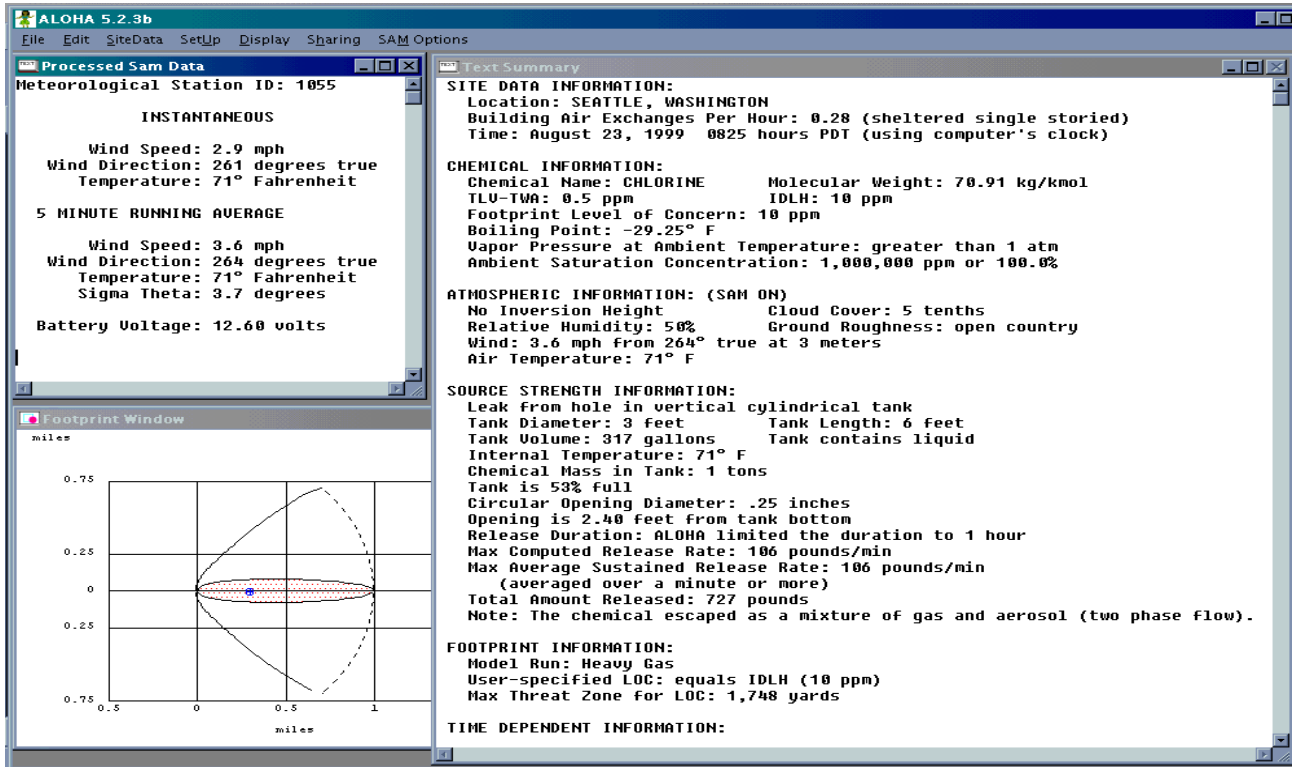 ALOHA 5.2.3b
File Edit SiteData SetUp Display Sharing SAM Options
Processed Sam Data
Meteorological Station ID: 1055
INSTANTANEOUS
Wind Speed: 2.9 mph
Wind Direction: 261 degrees true
Temperature: 71° Fahrenheit
5 MINUTE RUNNING AVERAGE
Wind Speed: 3.6 mph
Wind Direction: 264 degrees true
Temperature: 71° Fahrenheit
Sigma Theta: 3.7 degrees
Battery Voltage: 12.60 volts
Footprint Window
miles
0.75
0.25
0
0.25
0.75
0.5 0 0.5 1
miles
Text Summary
SITE DATA INFORMATION:
Location: SEATTLE, WASHINGTON
Building Air Exchanges Per Hour: 0.28 (sheltered single storied)
Time: August 23, 1999 0825 hours PDT (using computer's clock)
CHEMICAL INFORMATION:
Chemical Name: CHLORINE Molecular Weight: 70.91 kg/kmol
TLV-TWA: 0.5 ppm IDLH: 10 ppm
Footprint Level of Concern: 10 ppm
Boiling Point: -29.25° F
Vapor Pressure at Ambient Temperature: greater than 1 atm
Ambient Saturation Concentration: 1,000,000 ppm or 100.0%
ATMOSPHERIC INFORMATION: (SAM ON)
No Inversion Height Cloud Cover: 5 tenths
Relative Humidity: 50% Ground Roughness: open country
Wind: 3.6 mph from 264° true at 3 meters
Air Temperature: 71° F
SOURCE STRENGTH INFORMATION:
Leak from hole in vertical cylindrical tank
Tank Diameter: 3 feet Tank Length: 6 feet
Tank Volume: 317 gallons Tank contains liquid
Internal Temperature: 71° F
Chemical Mass in Tank: 1 tons
Tank is 53% full
Circular Opening Diameter: .25 inches
Opening is 2.40 feet from tank bottom
Release Duration: ALOHA limited the duration to 1 hour
Max Computed Release Rate: 106 pounds/min
Max Average Sustained Release Rate: 106 pounds/min
(averaged over a minute or more)
Total Amount Released: 727 pounds
Note: The chemical escaped as a mixture of gas and aerosol (two phase flow).
FOOTPRINT INFORMATION:
Model Run: Heavy Gas
User-specified LOC: equals IDLH (10 ppm)
Max Threat Zone for LOC: 1,748 yards
TIME DEPENDENT INFORMATION: